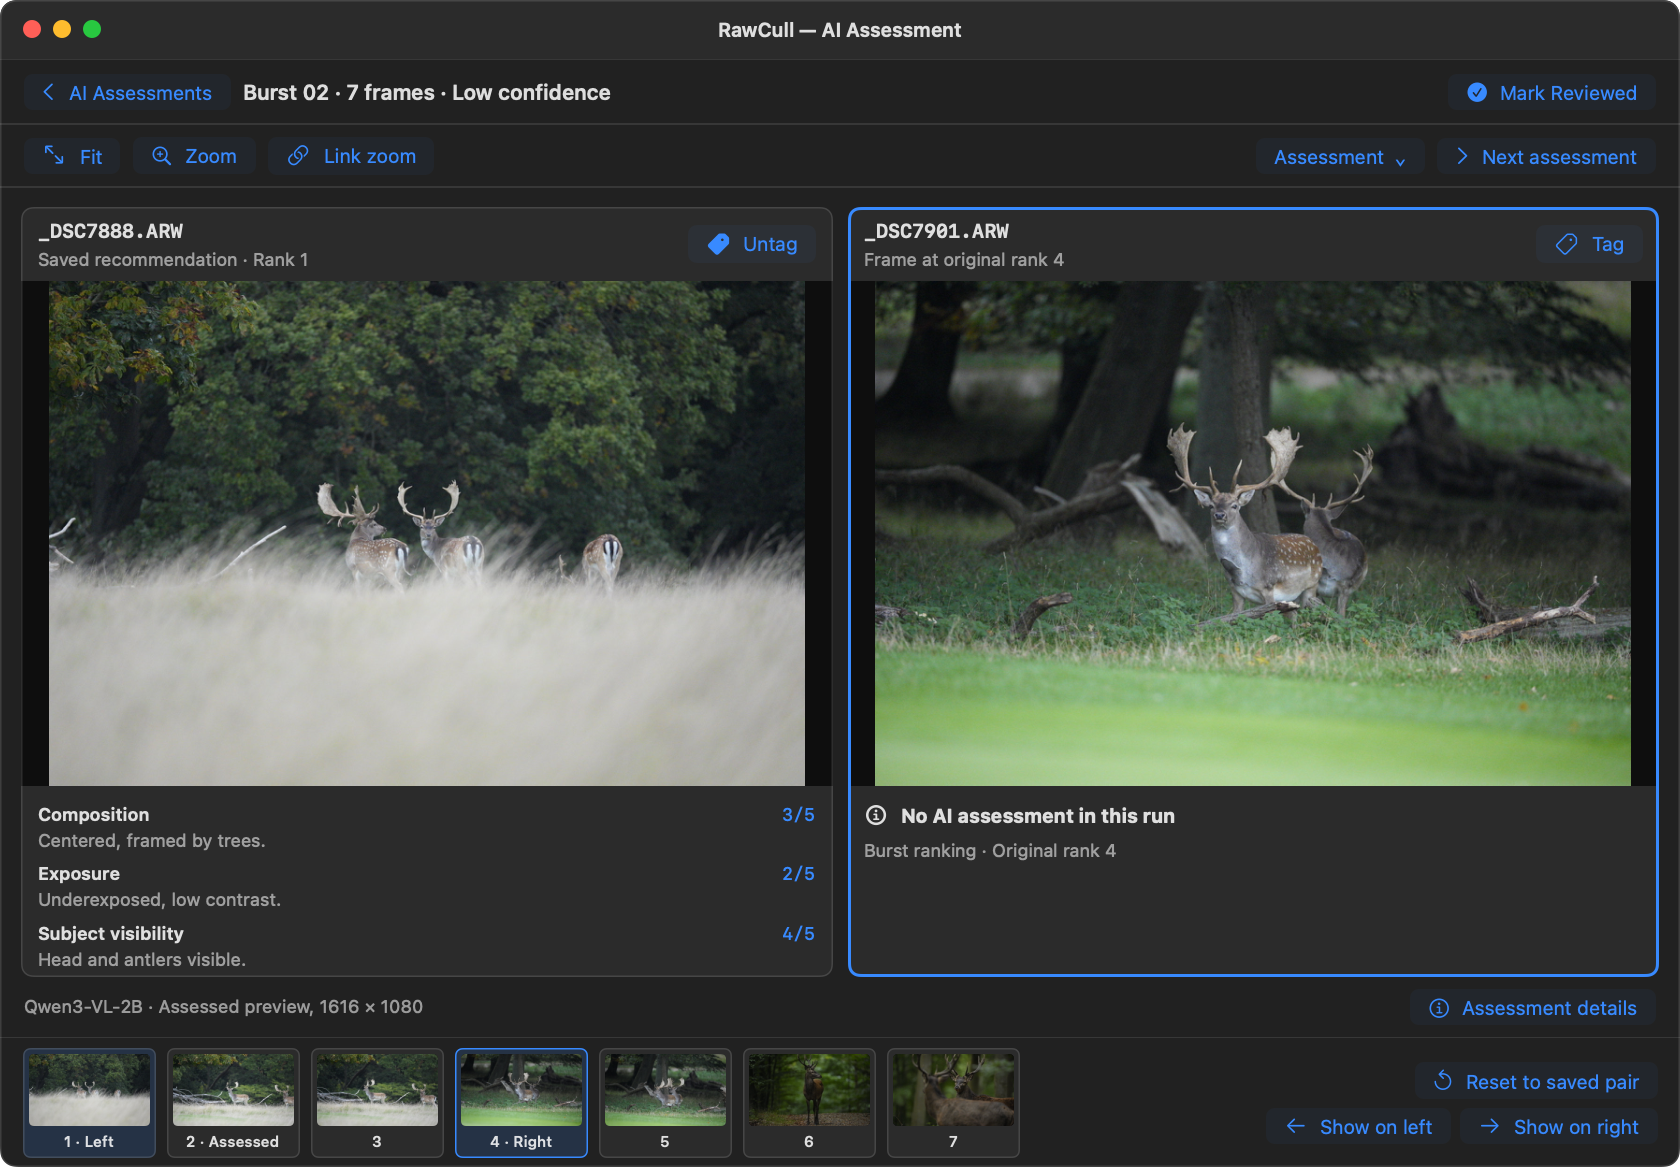 RawCull — AI Assessment
AI Assessments
Burst 02 · 7 frames · Low confidence
Mark Reviewed
Fit
Zoom
Link zoom
Assessment
Next assessment
_DSC7888.ARW
Saved recommendation · Rank 1
Untag
_DSC7901.ARW
Frame at original rank 4
Tag
Composition 3/5
Centered, framed by trees.
Exposure 2/5
Underexposed, low contrast.
Subject visibility 4/5
Head and antlers visible.
No AI assessment in this run
Burst ranking · Original rank 4
Qwen3-VL-2B · Assessed preview, 1616 × 1080
Assessment details
1 · Left
2 · Assessed
3
4 · Right
5
6
7
Reset to saved pair
Show on left
Show on right